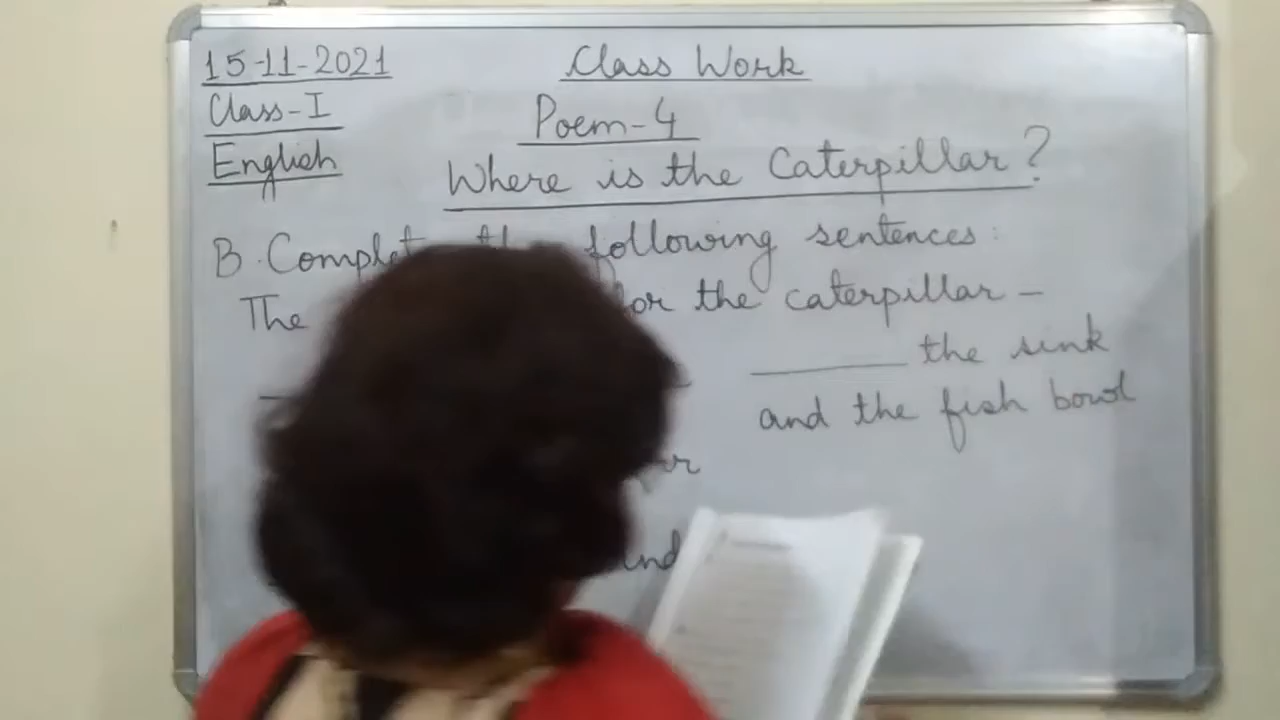 15-11-2021
Class Work
Class-I
Poem-4
English
Where is the Caterpillar?
B. Complete the following sentences:
The for the caterpillar –
the sink
and the fish bowl